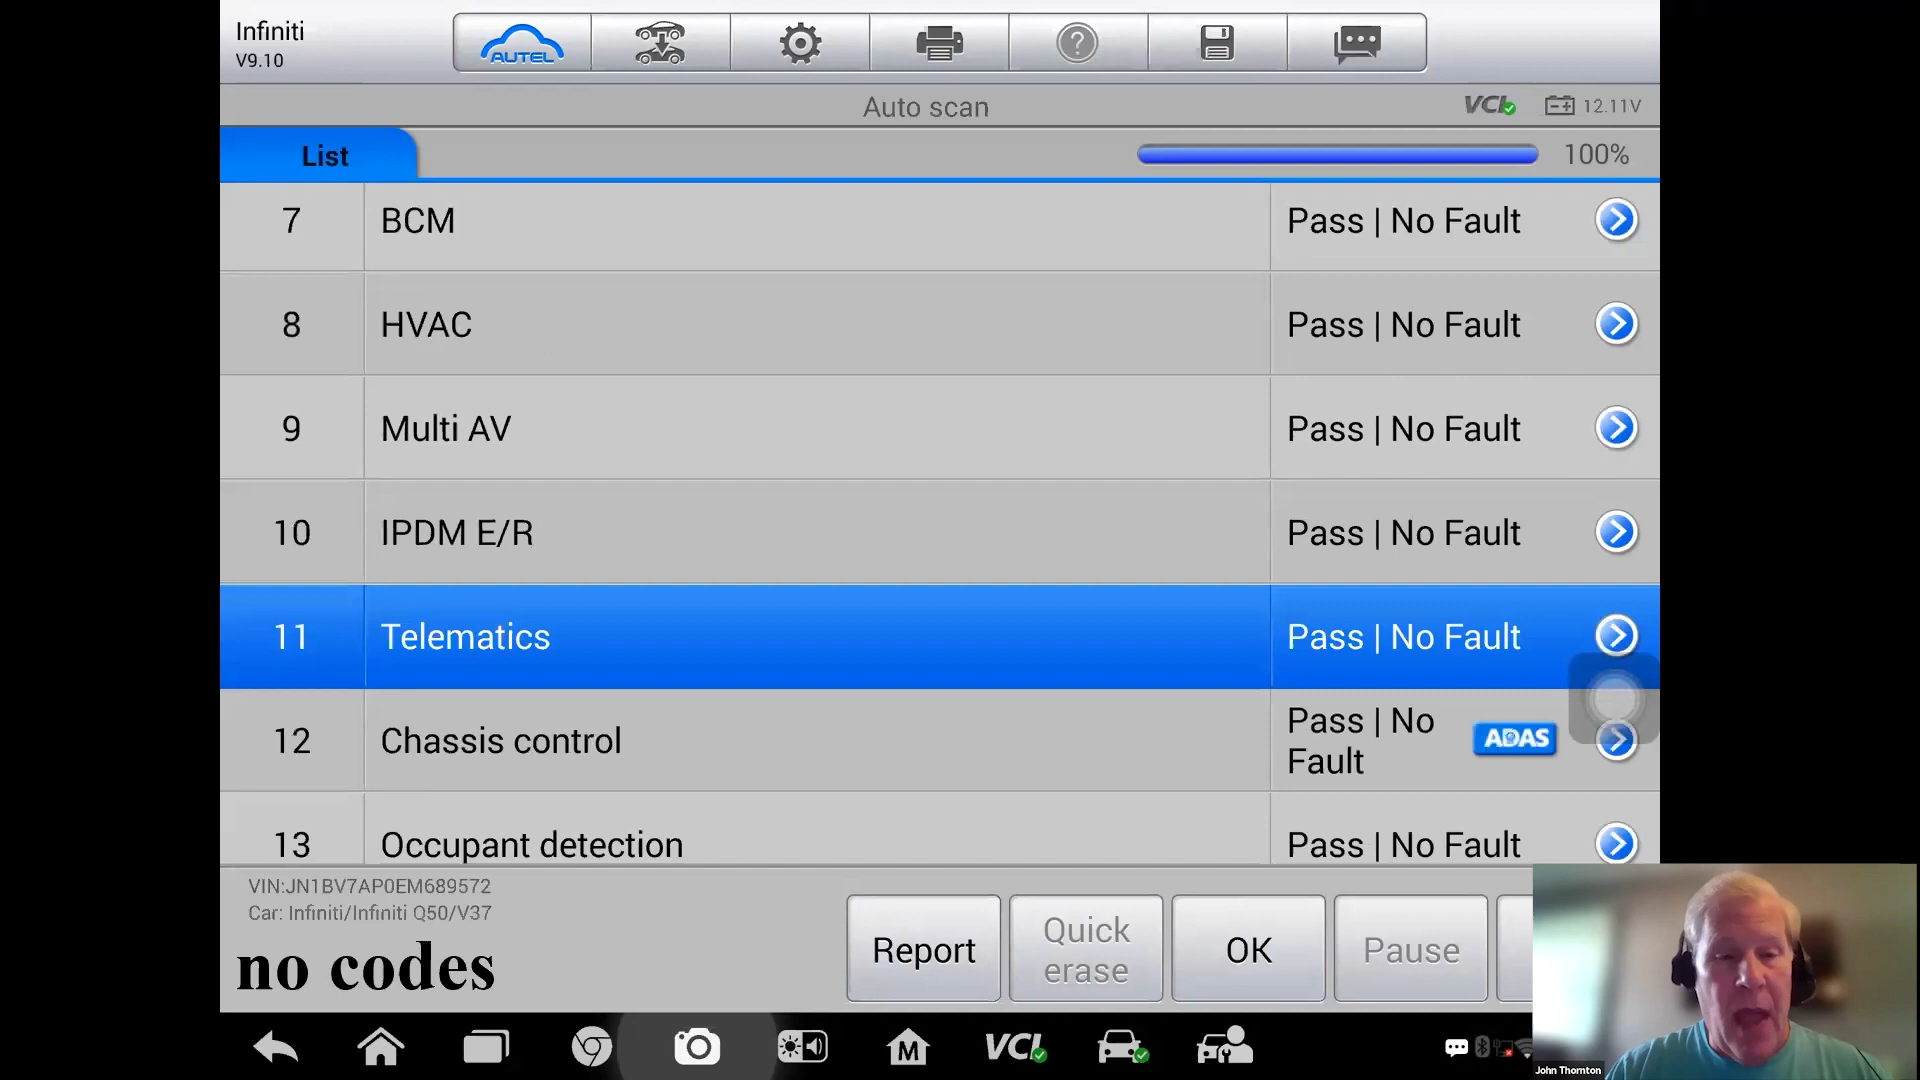 Infiniti
V9.10
AUTEL
?
Auto scan
VCI
12.11V
List
100%
7 BCM Pass | No Fault
8 HVAC Pass | No Fault
9 Multi AV Pass | No Fault
10 IPDM E/R Pass | No Fault
11 Telematics Pass | No Fault
12 Chassis control Pass | No
Fault
ADAS
13 Occupant detection Pass | No Fault
VIN:JN1BV7AP0EM689572
Car: Infiniti/Infiniti Q50/V37
no codes
Report
Quick
erase
OK
Pause
M
VCI
John Thornton